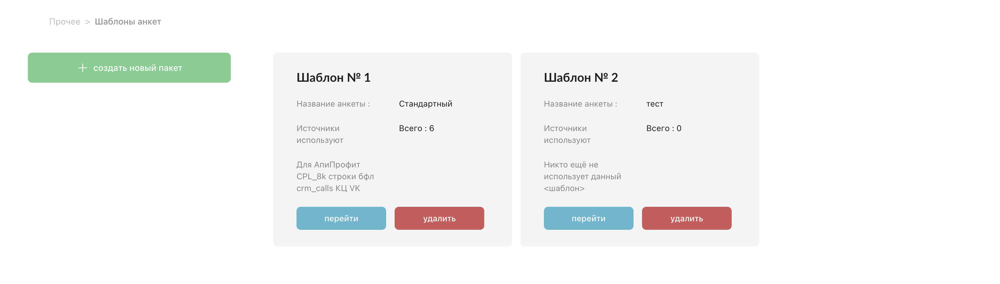 Прочее > Шаблоны анкет
+ создать новый пакет
Шаблон № 1
Название анкеты : Стандартный
Источники Всего : 6
используют
Для АпиПрофит
CPL_8k строки бфл
crm_calls КЦ VK
перейти удалить
Шаблон № 2
Название анкеты : тест
Источники Всего : 0
используют
Никто ещё не
использует данный
<шаблон>
перейти удалить